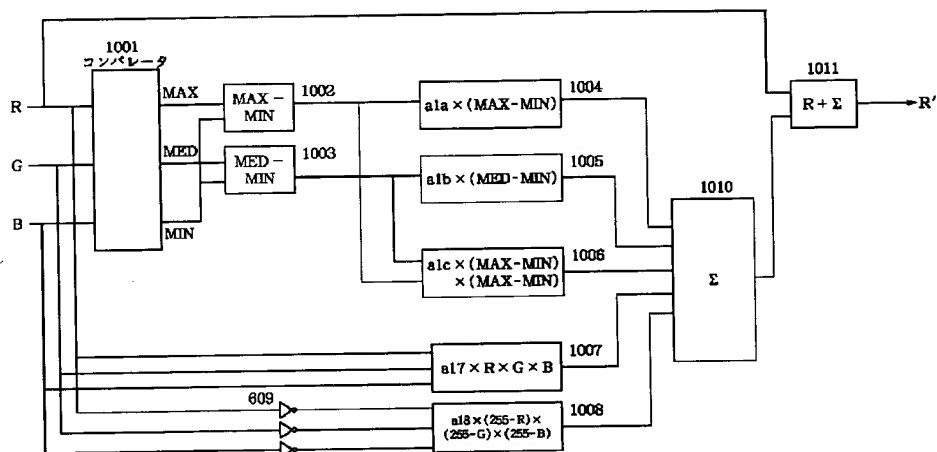 1001
コンパレータ
R
G
B
MAX
MED
MIN
MAX-
MIN
1002
MED-
MIN
1003
a1a×(MAX-MIN)
1004
a1b×(MED-MIN)
1005
a1c×(MAX-MIN)
×(MAX-MIN)
1006
a17×R×G×B
1007
609
a18×(255-R)×
(255-G)×(255-B)
1008
1010
Σ
1011
R+Σ
R'